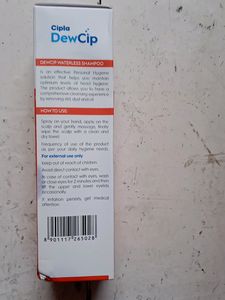 Cipla
DewCip
DEWCIP WATERLESS SHAMPOO
is an effective Personal Hygiene
solution that helps you maintain
optimum levels of head hygiene.
The product allows you to have a
comprehensive cleansing experience
by removing dirt, dust and oil.
HOW TO USE:
Spray on your hand, apply on the
scalp and gently massage, finally
wipe the scalp with a clean and
dry towel.
Frequency of use of the product
as per your daily hygiene needs.
For external use only
Keep out of reach of children.
Avoid direct contact with eyes.
In case of contact with eyes, wash
or close eyes for 2 minutes and then
lift the upper and lower eyelids
occasionally.
If irritation persists, get medical
attention.
8 901117 265028